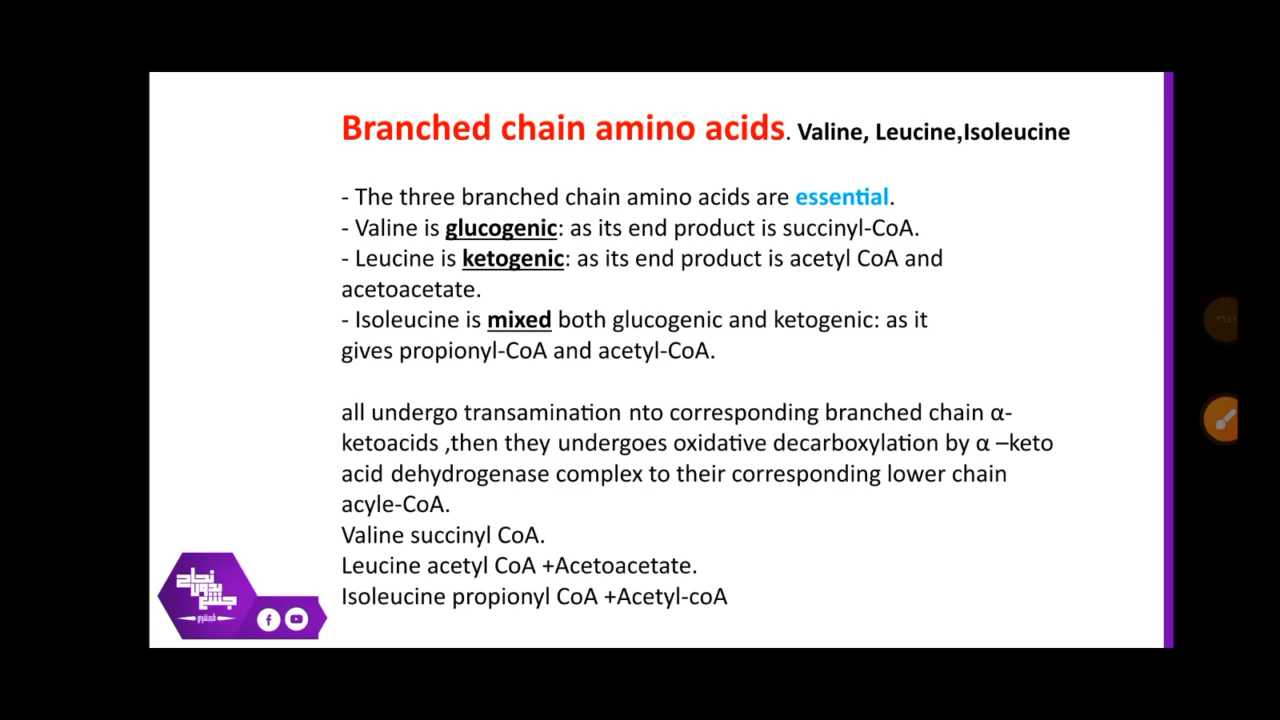 Branched chain amino acids. Valine, Leucine,Isoleucine
- The three branched chain amino acids are essential.
- Valine is glucogenic: as its end product is succinyl-CoA.
- Leucine is ketogenic: as its end product is acetyl CoA and
acetoacetate.
- Isoleucine is mixed both glucogenic and ketogenic: as it
gives propionyl-CoA and acetyl-CoA.
all undergo transamination nto corresponding branched chain α-
ketoacids ,then they undergoes oxidative decarboxylation by α –keto
acid dehydrogenase complex to their corresponding lower chain
acyle-CoA.
Valine succinyl CoA.
Leucine acetyl CoA +Acetoacetate.
Isoleucine propionyl CoA +Acetyl-coA
نجاح
بدون